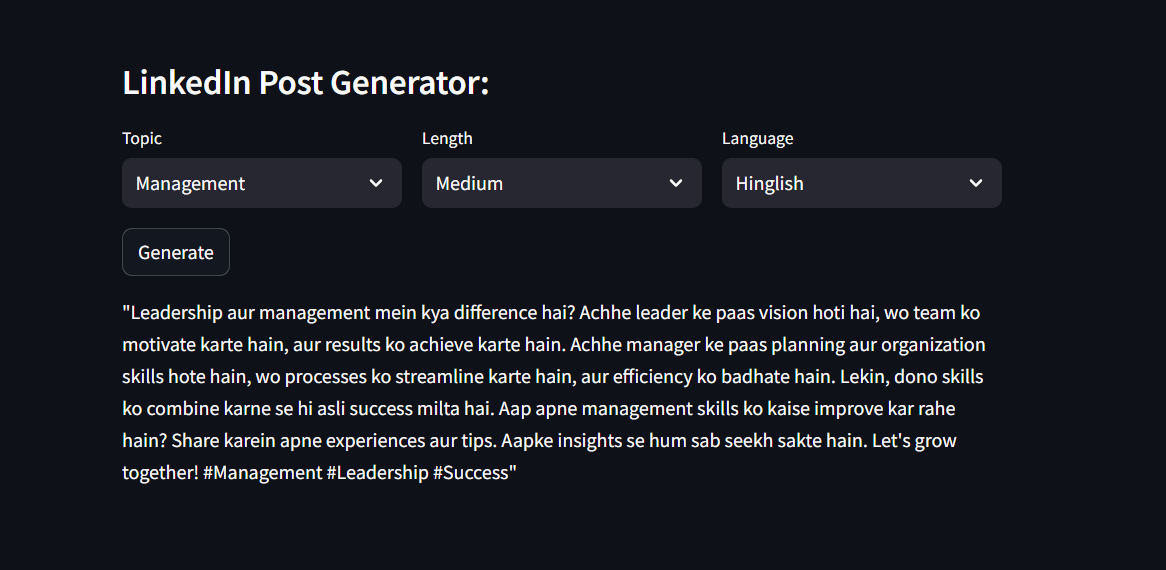 LinkedIn Post Generator:
Topic
Length
Language
Management
Medium
Hinglish
Generate
"Leadership aur management mein kya difference hai? Achhe leader ke paas vision hoti hai, wo team ko
motivate karte hain, aur results ko achieve karte hain. Achhe manager ke paas planning aur organization
skills hote hain, wo processes ko streamline karte hain, aur efficiency ko badhate hain. Lekin, dono skills
ko combine karne se hi asli success milta hai. Aap apne management skills ko kaise improve kar rahe
hain? Share karein apne experiences aur tips. Aapke insights se hum sab seekh sakte hain. Let's grow
together! #Management #Leadership #Success"